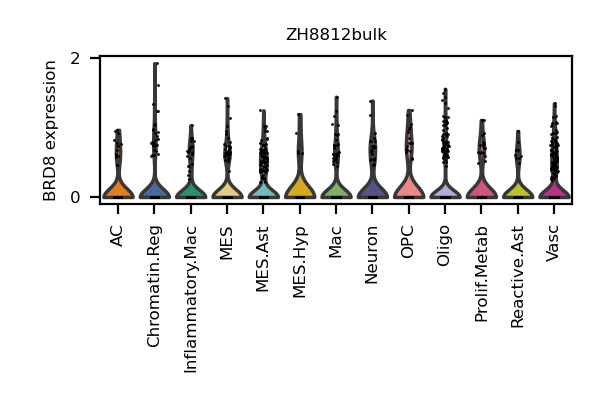 ZH8812bulk
BRD8 expression
2
0
AC
Chromatin.Reg
Inflammatory.Mac
MES
MES.Ast
MES.Hyp
Mac
Neuron
OPC
Oligo
Prolif.Metab
Reactive.Ast
Vasc